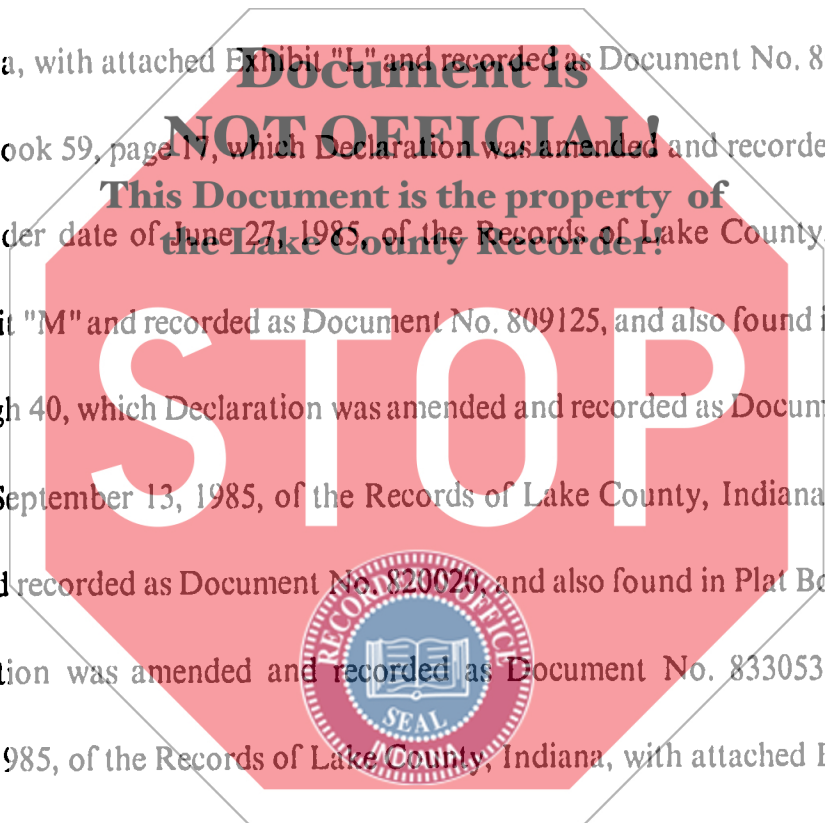 a, with attached Exhibit "L" and recorded as Document No. 8
Document is
ook 59, page 17, which Declaration was amended and recorde
NOT OFFICIAL!
This Document is the property of
der date of June 27, 1985, of the Records of Lake County,
the Lake County Recorder!
it "M" and recorded as Document No. 809125, and also found i
gh 40, which Declaration was amended and recorded as Docum
STOP
September 13, 1985, of the Records of Lake County, Indiana
d recorded as Document No. 820020, and also found in Plat Bo
tion was amended and recorded as Document No. 833053
985, of the Records of Lake County, Indiana, with attached E
RECORDER'S OFFICE
SEAL
INDIANA